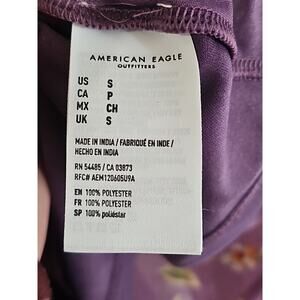 AMERICAN EAGLE
OUTFITTERS
US S
CA P
MX CH
UK S
MADE IN INDIA / FABRIQUÉ EN INDE /
HECHO EN INDIA
RN 54485 / CA 03873
RFC# AEM120605U9A
EN 100% POLYESTER
FR 100% POLYESTER
SP 100% poliéster